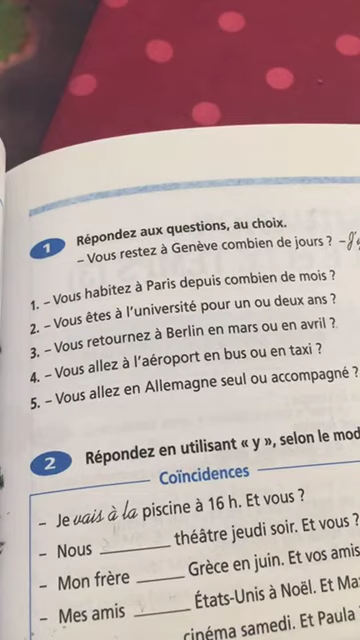 1 Répondez aux questions, au choix.
– Vous restez à Genève combien de jours ? –
1. – Vous habitez à Paris depuis combien de mois ?
2. – Vous êtes à l'université pour un ou deux ans ?
3. – Vous retournez à Berlin en mars ou en avril ?
4. – Vous allez à l'aéroport en bus ou en taxi ?
5. – Vous allez en Allemagne seul ou accompagné ?
2 Répondez en utilisant « y », selon le mod
Coïncidences
– Je vais à la piscine à 16 h. Et vous ?
– Nous ________ théâtre jeudi soir. Et vous ?
– Mon frère ______ Grèce en juin. Et vos amis
– Mes amis _______ États-Unis à Noël. Et Ma
cinéma samedi. Et Paula